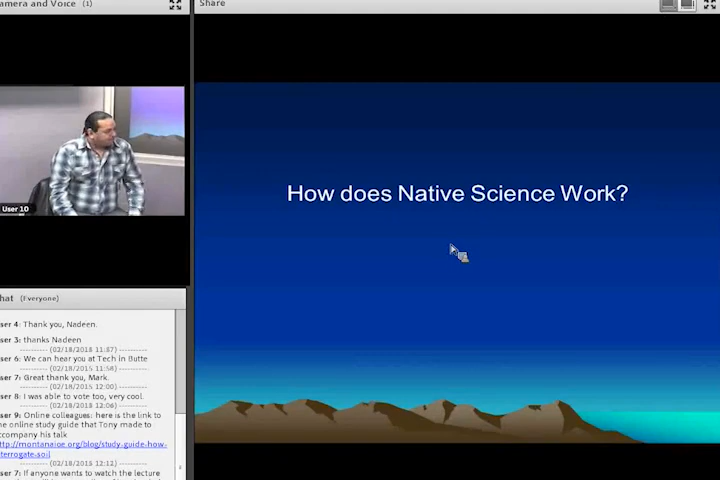 amera and Voice (1)
Share
User 10
How does Native Science Work?
hat (Everyone)
ser 4: Thank you, Nadeen.
ser 3: thanks Nadeen
---------- (02/18/2015 11:57) ----------
ser 6: We can hear you at Tech in Butte
---------- (02/18/2015 11:58) ----------
ser 7: Great thank you, Mark.
---------- (02/18/2015 12:00) ----------
ser 8: I was able to vote too, very cool.
---------- (02/18/2015 12:06) ----------
ser 9: Online colleagues: here is the link to
he online study guide that Tony made to
ccompany his talk
ttp://montanaioe.org/blog/study-guide-how-
terrogate-soil
---------- (02/18/2015 12:12) ----------
ser 7: If anyone wants to watch the lecture